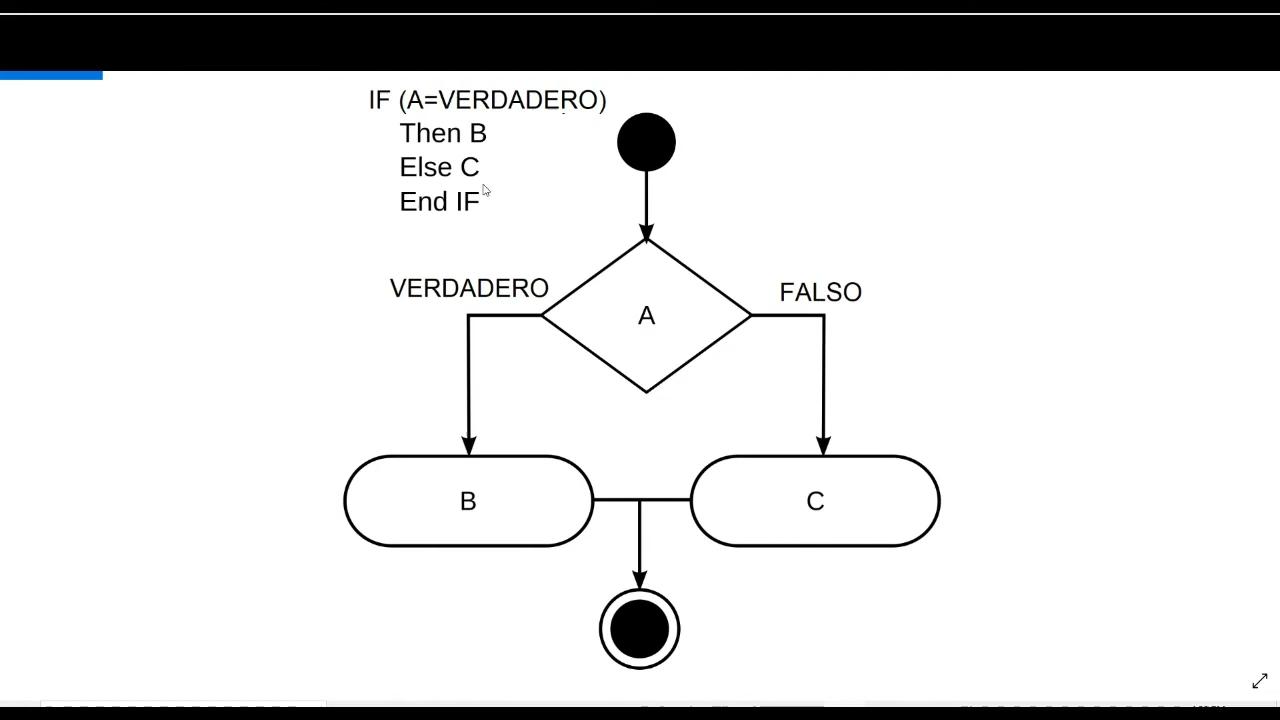 IF (A=VERDADERO)
Then B
Else C
End IF
VERDADERO
FALSO
A
B
C